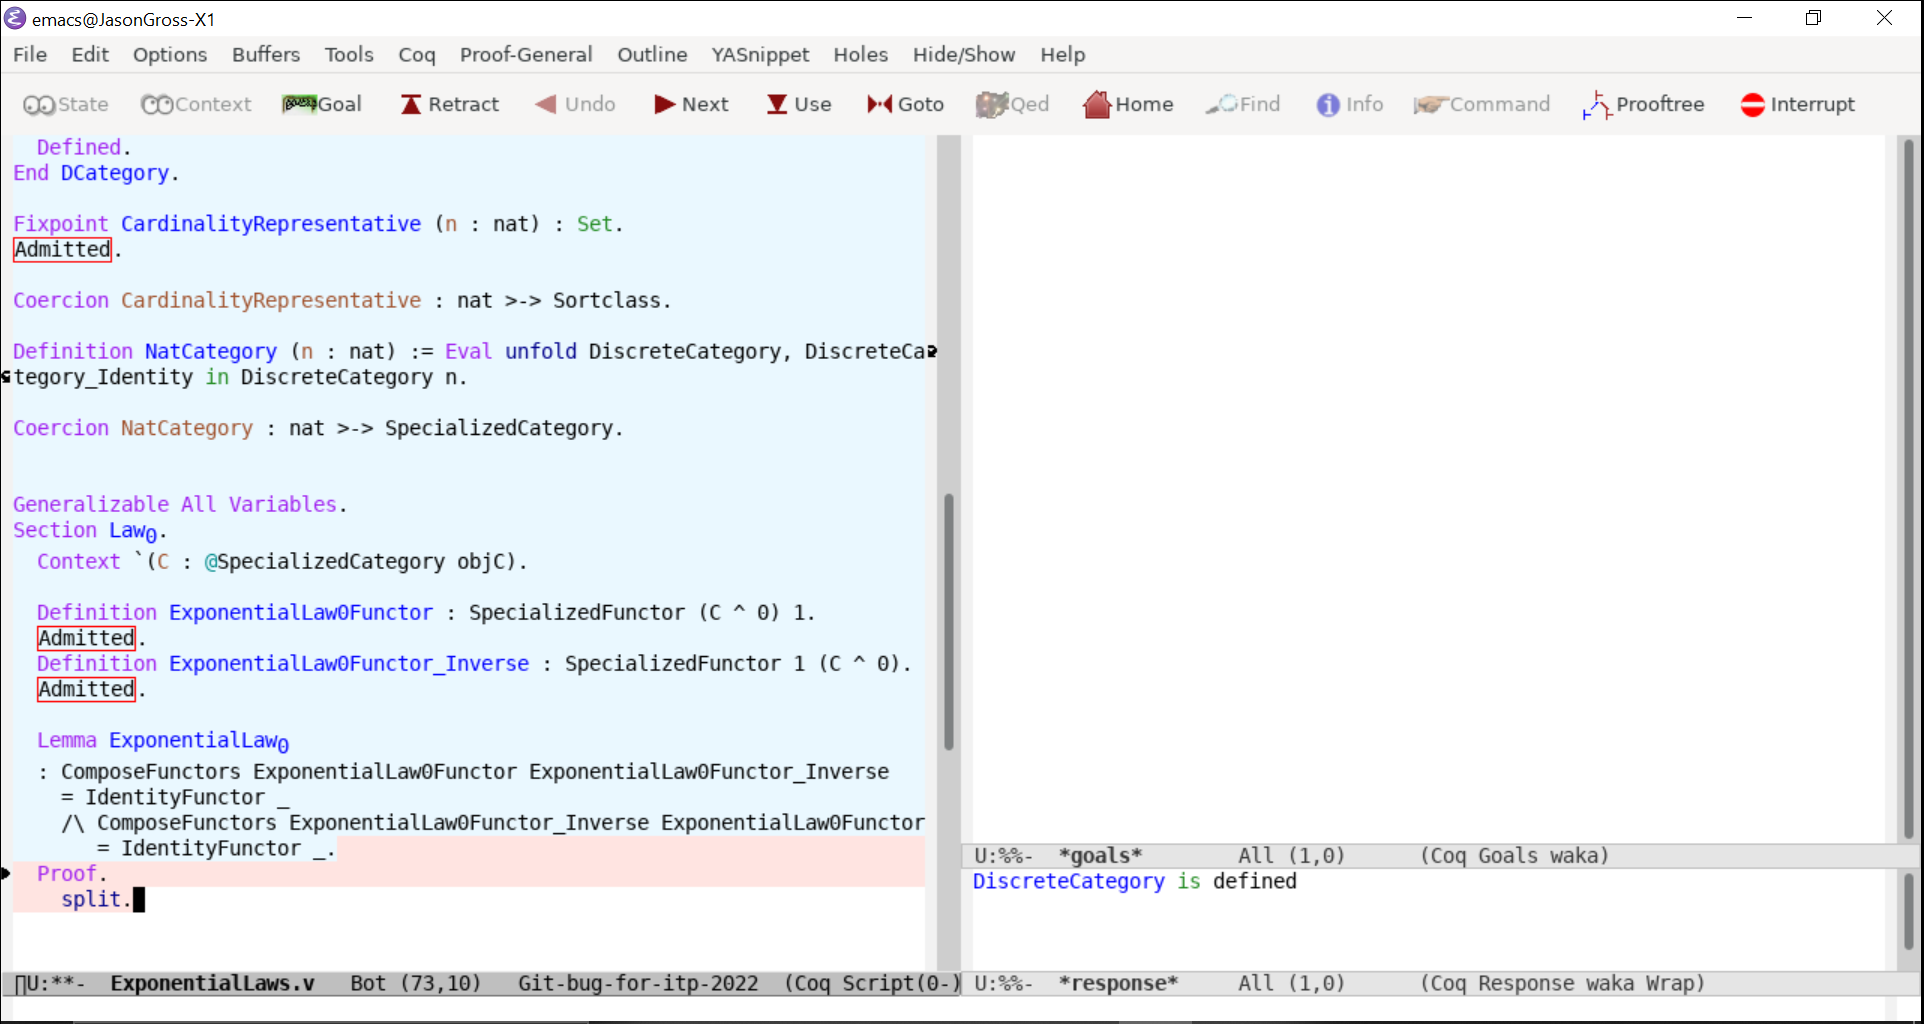 emacs@JasonGross-X1
File Edit Options Buffers Tools Coq Proof-General Outline YASnippet Holes Hide/Show Help
State Context Goal Retract Undo Next Use Goto Qed Home Find Info Command Prooftree Interrupt
Defined.
End DCategory.
Fixpoint CardinalityRepresentative (n : nat) : Set.
Admitted.
Coercion CardinalityRepresentative : nat >-> Sortclass.
Definition NatCategory (n : nat) := Eval unfold DiscreteCategory, DiscreteCa
tegory_Identity in DiscreteCategory n.
Coercion NatCategory : nat >-> SpecializedCategory.
Generalizable All Variables.
Section Law0.
Context `(C : @SpecializedCategory objC).
Definition ExponentialLaw0Functor : SpecializedFunctor (C ^ 0) 1.
Admitted.
Definition ExponentialLaw0Functor_Inverse : SpecializedFunctor 1 (C ^ 0).
Admitted.
Lemma ExponentialLaw0
: ComposeFunctors ExponentialLaw0Functor ExponentialLaw0Functor_Inverse
= IdentityFunctor _
/\ ComposeFunctors ExponentialLaw0Functor_Inverse ExponentialLaw0Functor
= IdentityFunctor _.
Proof.
split.
U:**- ExponentialLaws.v Bot (73,10) Git-bug-for-itp-2022 (Coq Script(0-)
U:%%- *goals* All (1,0) (Coq Goals waka)
DiscreteCategory is defined
U:%%- *response* All (1,0) (Coq Response waka Wrap)